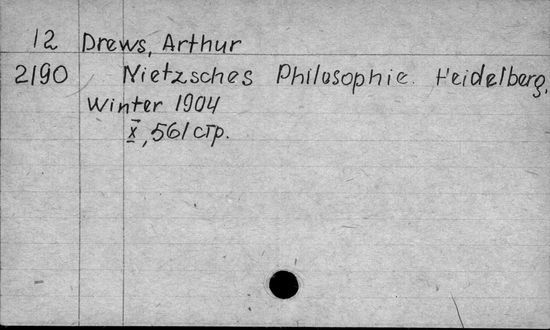 12 Drews, Arthur
2190 Nietzsches Philosophie. Heidelberg,
Winter 1904
X, 561 стр.